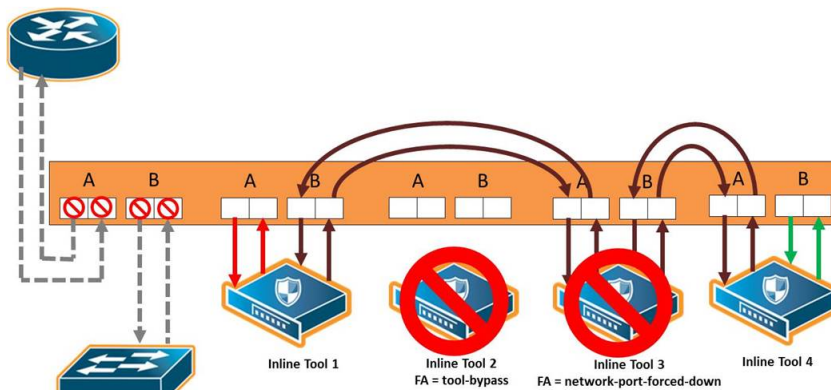 A B A B A B A B A B
Inline Tool 1
Inline Tool 2
FA = tool-bypass
Inline Tool 3
FA = network-port-forced-down
Inline Tool 4